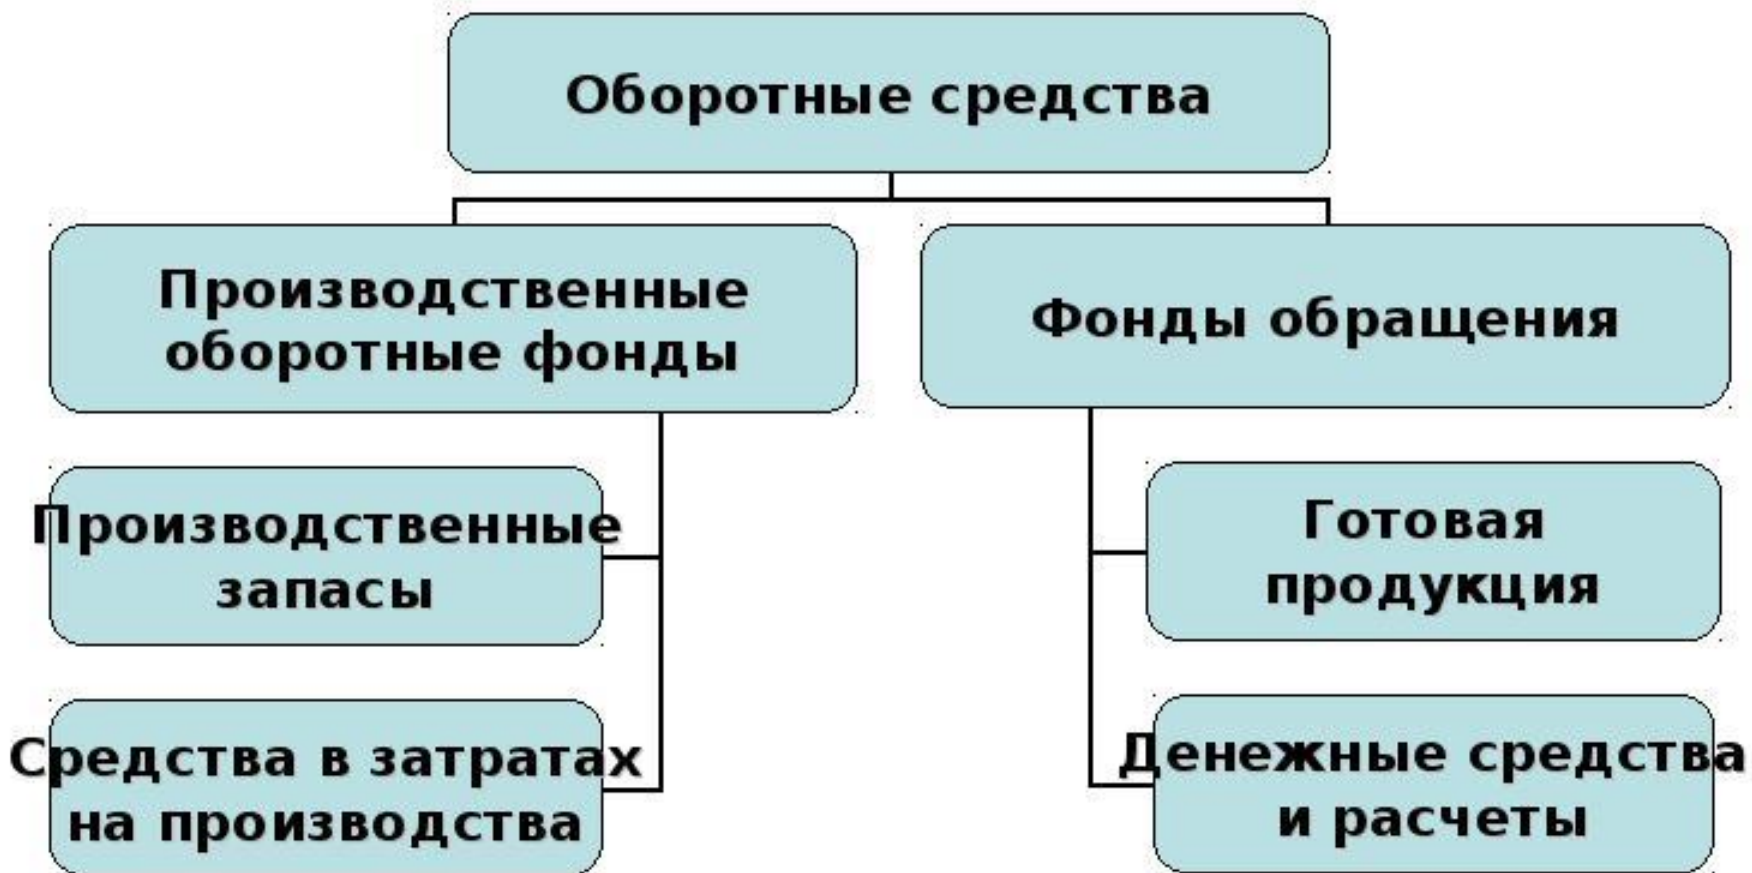 Оборотные средства
Производственные
оборотные фонды
Фонды обращения
Производственные
запасы
Готовая
продукция
Средства в затратах
на производства
Денежные средства
и расчеты